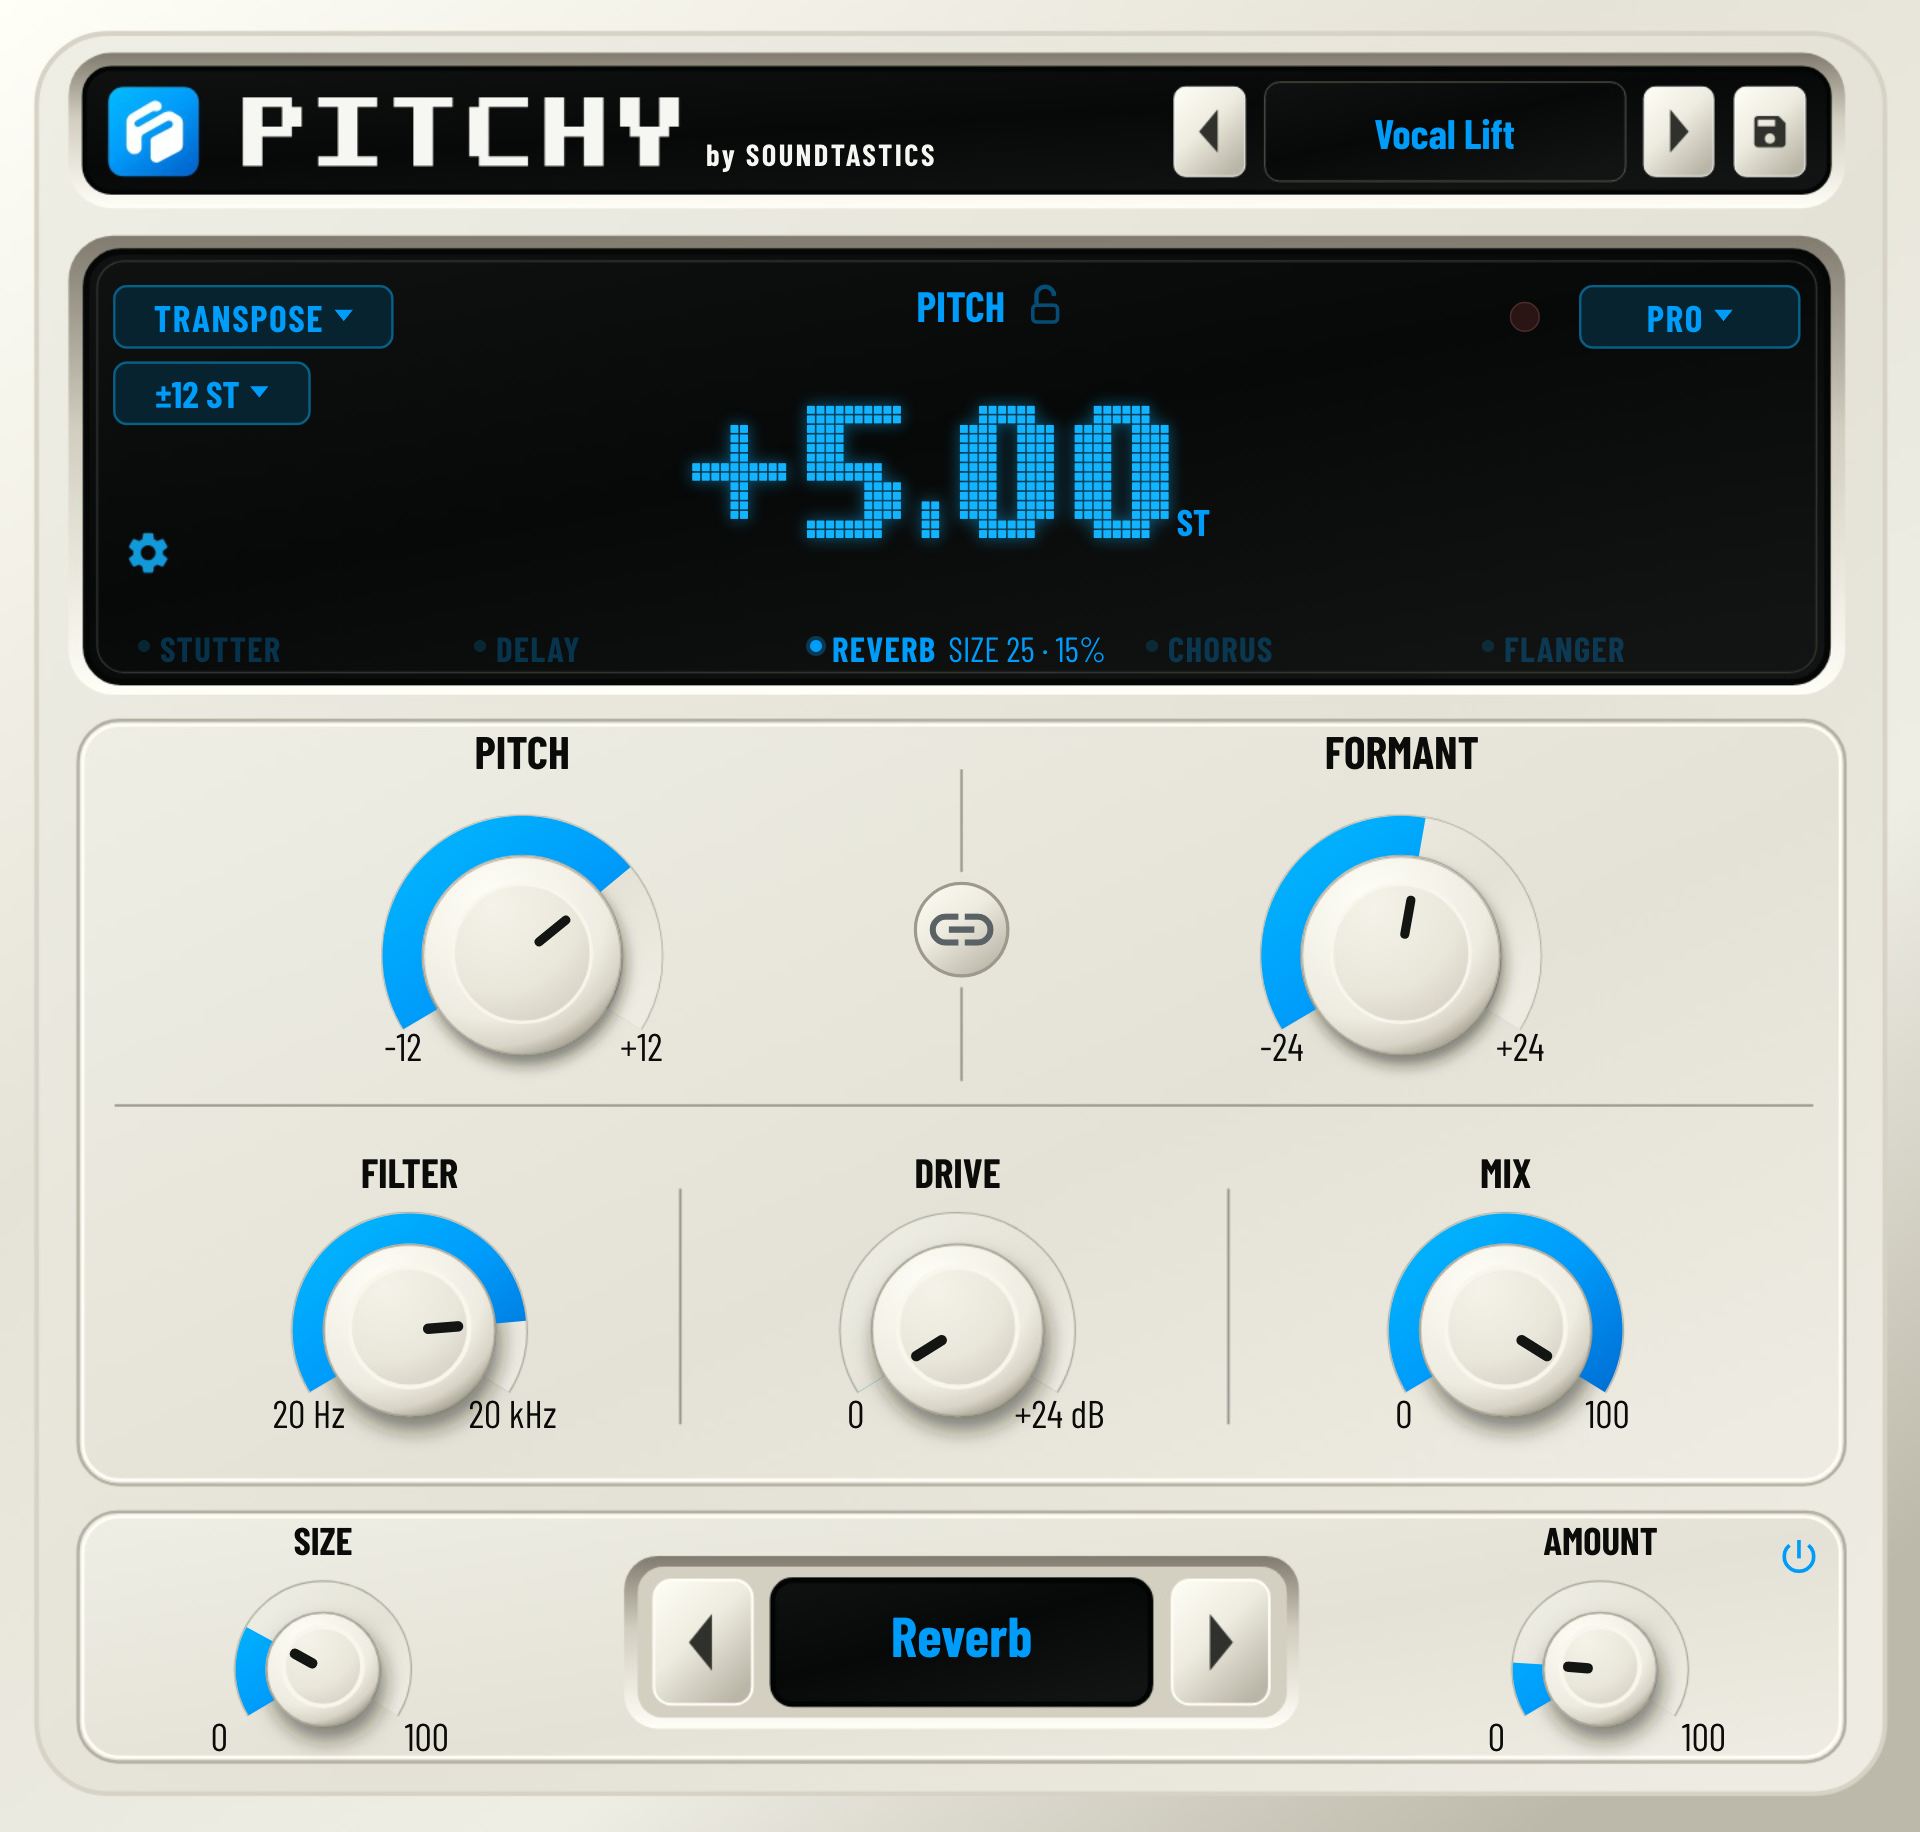 PITCHY by SOUNDTASTICS
Vocal Lift
TRANSPOSE
PITCH
PRO
±12 ST
+5.00 ST
STUTTER
DELAY
REVERB SIZE 25 · 15%
CHORUS
FLANGER
PITCH
FORMANT
-12
+12
-24
+24
FILTER
DRIVE
MIX
20 Hz
20 kHz
0
+24 dB
0
100
SIZE
AMOUNT
Reverb
0
100
0
100